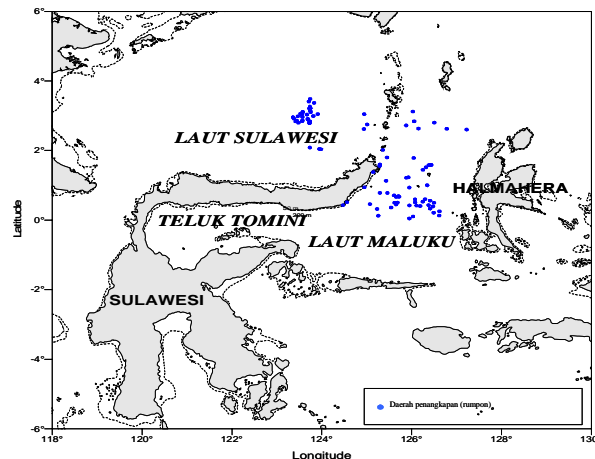 6°
4°
2°
0°
-2°
-4°
-6°
Latitude
LAUT SULAWESI
HALMAHERA
TELUK TOMINI
LAUT MALUKU
SULAWESI
Daerah penangkapan (rumpon)
118° 120° 122° 124° 126° 128° 130
Longitude